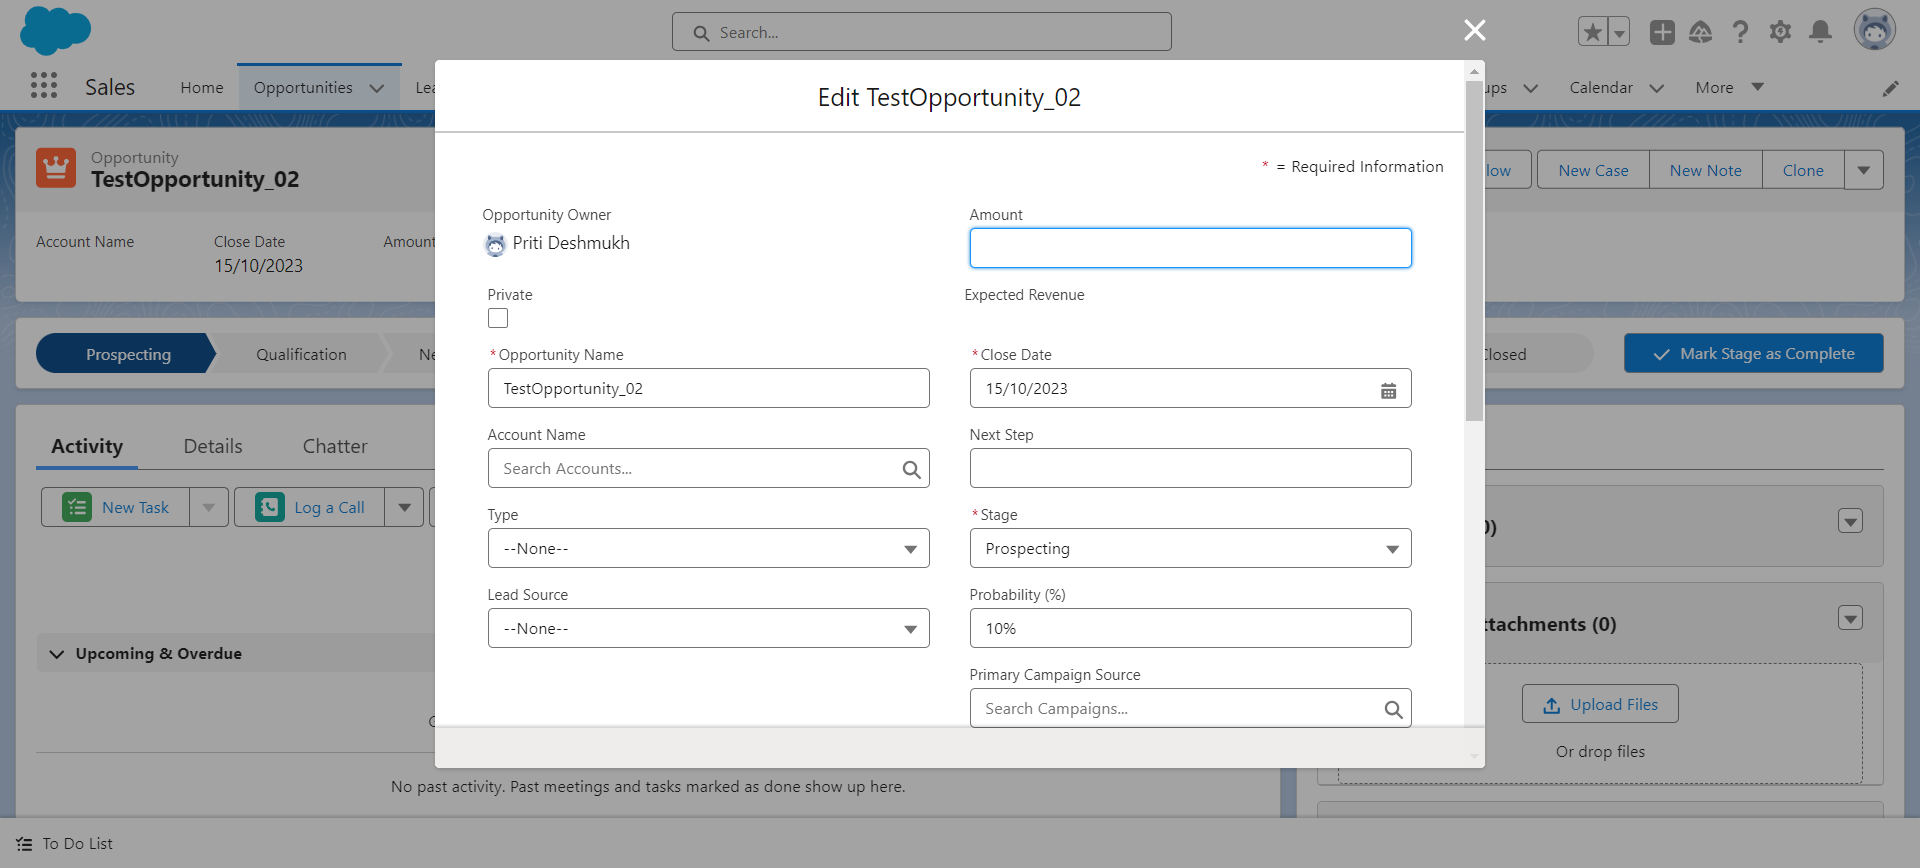 Search...
Sales
Home
Opportunities
Lea
ups
Calendar
More
Edit TestOpportunity_02
* = Required Information
Opportunity
TestOpportunity_02
low
New Case
New Note
Clone
Account Name
Close Date
15/10/2023
Amount
Opportunity Owner
Priti Deshmukh
Amount
Private
Expected Revenue
*Opportunity Name
TestOpportunity_02
*Close Date
15/10/2023
Account Name
Search Accounts...
Next Step
Type
--None--
*Stage
Prospecting
Lead Source
--None--
Probability (%)
10%
Primary Campaign Source
Search Campaigns...
Prospecting
Qualification
Ne
Closed
Mark Stage as Complete
Activity
Details
Chatter
New Task
Log a Call
Upcoming & Overdue
No past activity. Past meetings and tasks marked as done show up here.
0)
ttachments (0)
Upload Files
Or drop files
To Do List